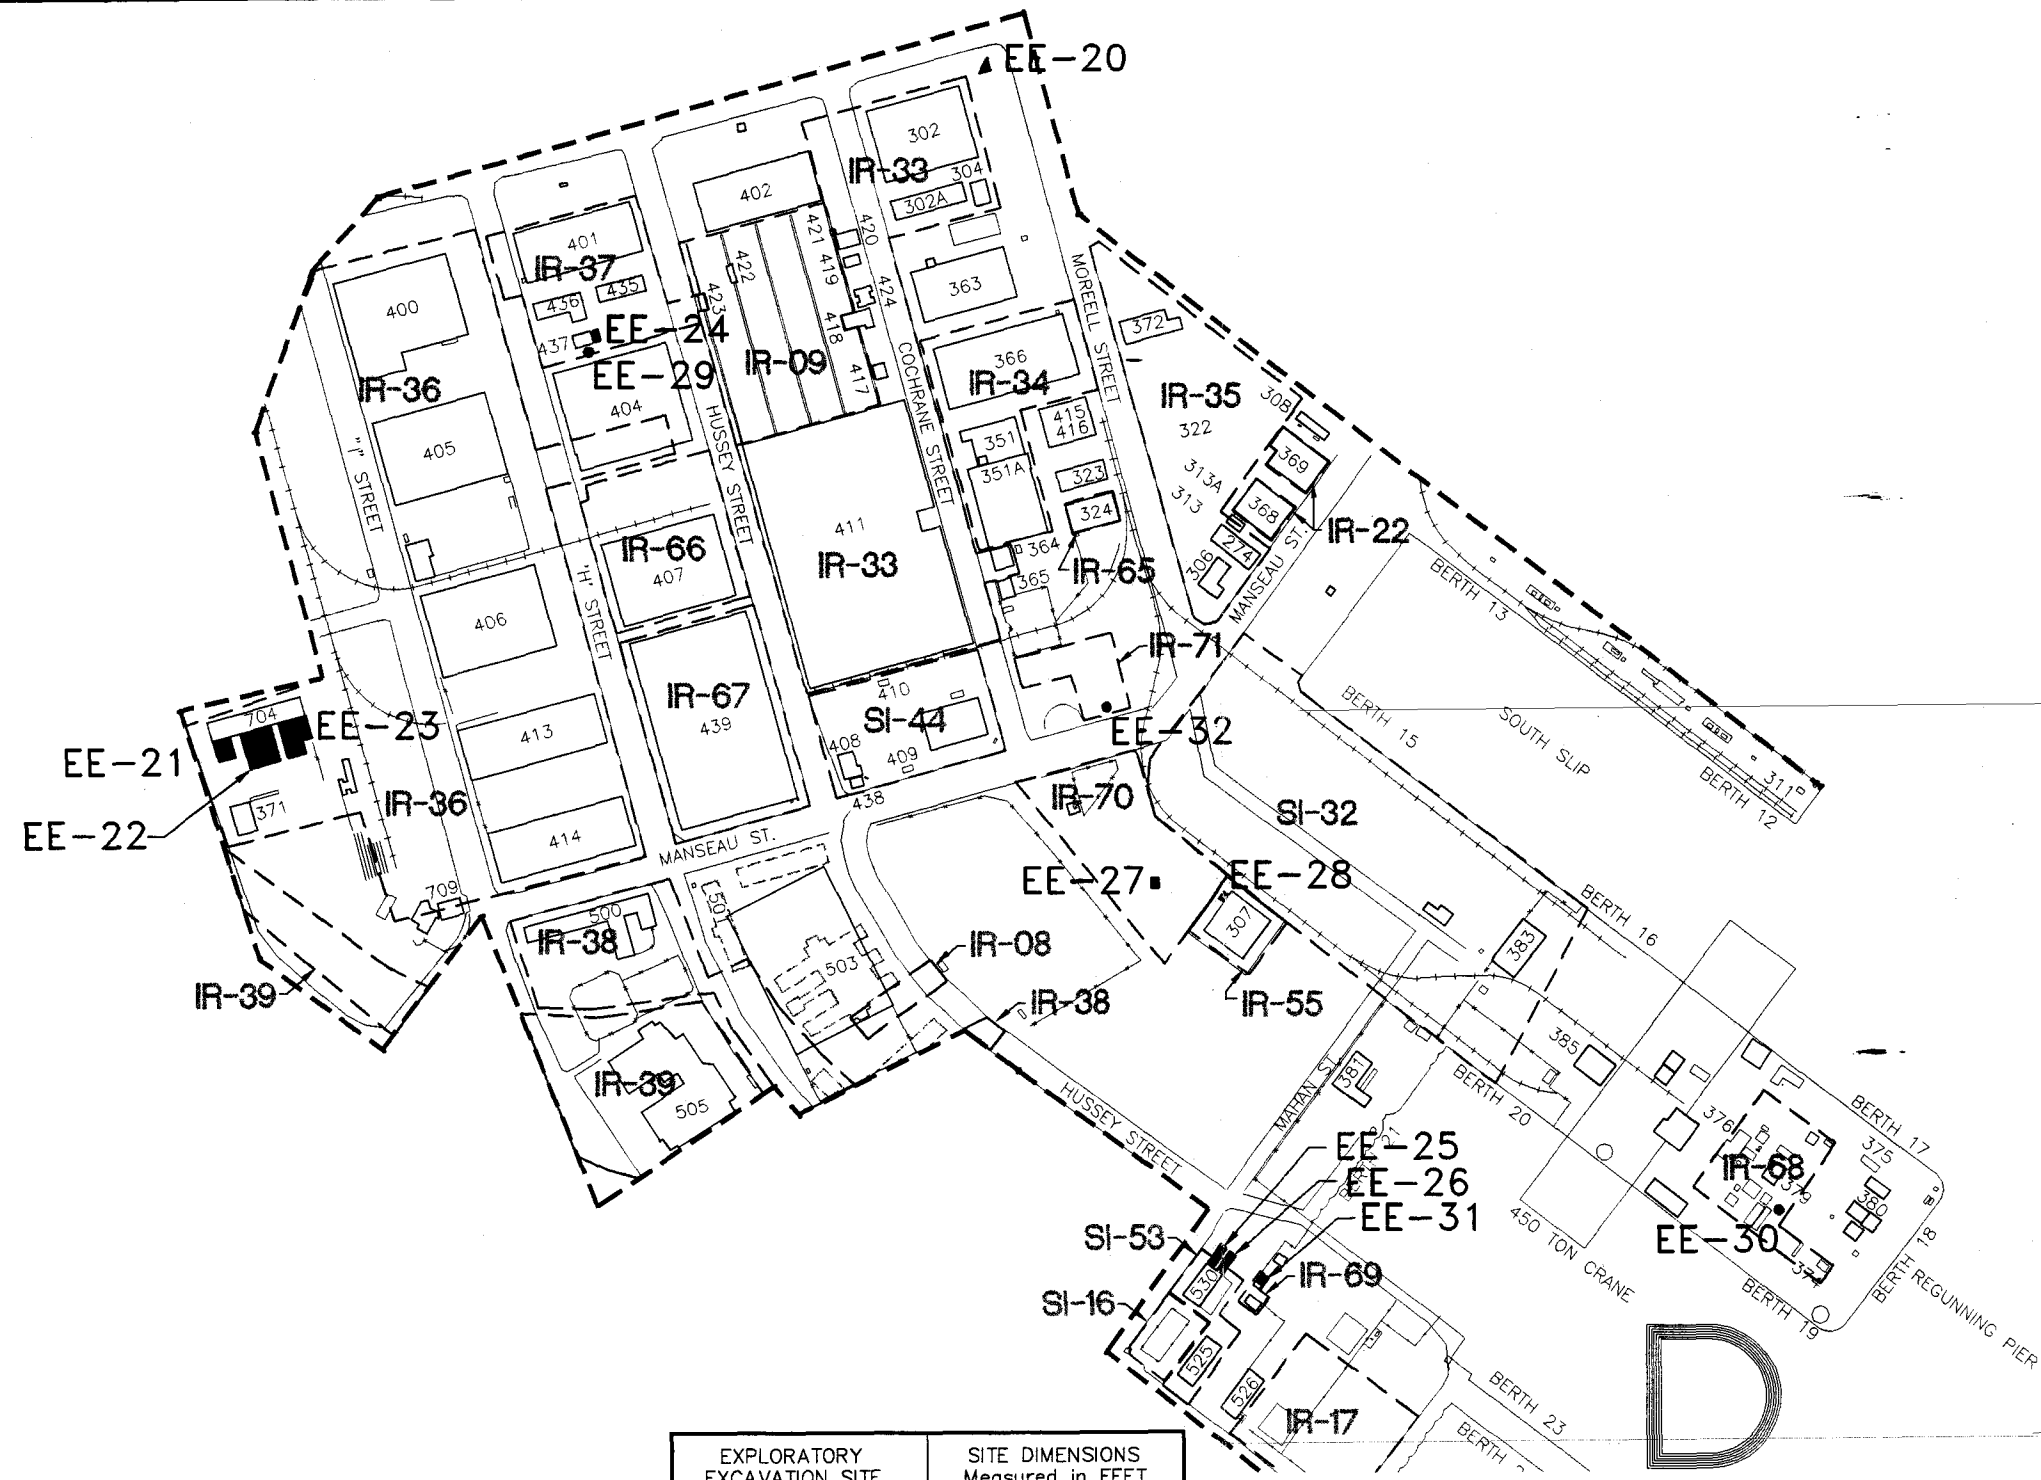 EE-20
302
IR-33
304
302A
402
401
IR-37
435
436
437
EE-24
EE-29
404
421
420
422
419
424
423
418
417
IR-09
363
MOREELL STREET
372
366
IR-34
COCHRANE STREET
400
IR-36
405
"I" STREET
HUSSEY STREET
415
416
351
351A
323
324
364
365
IR-65
IR-35
322
308
313A
313
369
368
274
306
IR-22
MANSEAU ST.
411
IR-33
IR-66
407
'H' STREET
406
IR-67
439
IR-71
EE-32
410
SI-44
408
409
438
704
EE-23
EE-21
EE-22
371
IR-36
413
414
MANSEAU ST.
709
IR-39
500
IR-38
501
503
IR-08
IR-38
IR-39
505
IR-70
EE-27
EE-28
307
IR-55
SI-32
BERTH 13
BERTH 15
SOUTH SLIP
311
BERTH 12
BERTH 16
383
385
381
MAHAN ST.
BERTH 20
HUSSEY STREET
376
BERTH 17
375
IR-68
379
380
EE-30
BERTH 18
BERTH 19
450 TON CRANE
REGUNNING PIER
EE-25
EE-26
EE-31
SI-53
530
IR-69
SI-16
525
526
IR-17
BERTH 23
BERTH
D
EXPLORATORY
EXCAVATION SITE
SITE DIMENSIONS
Measured in FEET